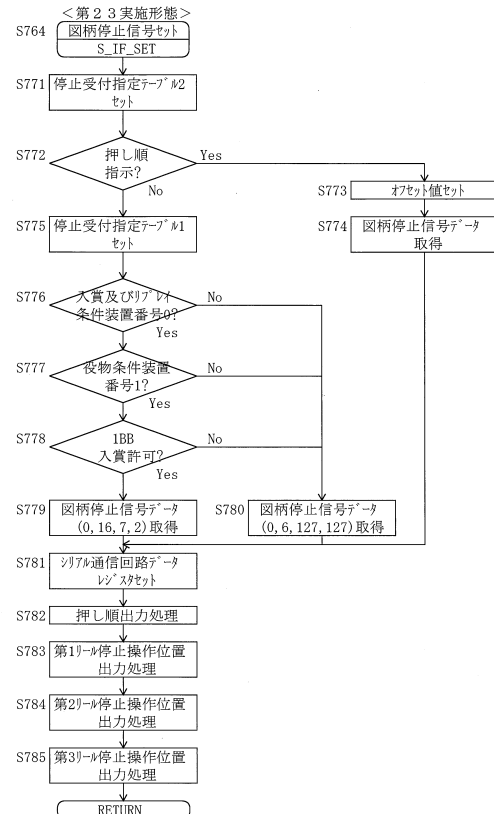 <第23実施形態>
S764
図柄停止信号セット
S_IF_SET
S771
停止受付指定テーブル2
セット
S772
押し順
指示?
Yes
No
S773
オフセット値セット
S774
図柄停止信号データ
取得
S775
停止受付指定テーブル1
セット
S776
入賞及びリプレイ
条件装置番号0?
No
Yes
S777
役物条件装置
番号1?
No
Yes
S778
1BB
入賞許可?
No
Yes
S779
図柄停止信号データ
(0,16,7,2)取得
S780
図柄停止信号データ
(0,6,127,127)取得
S781
シリアル通信回路データ
レジスタセット
S782
押し順出力処理
S783
第1リール停止操作位置
出力処理
S784
第2リール停止操作位置
出力処理
S785
第3リール停止操作位置
出力処理
RETURN